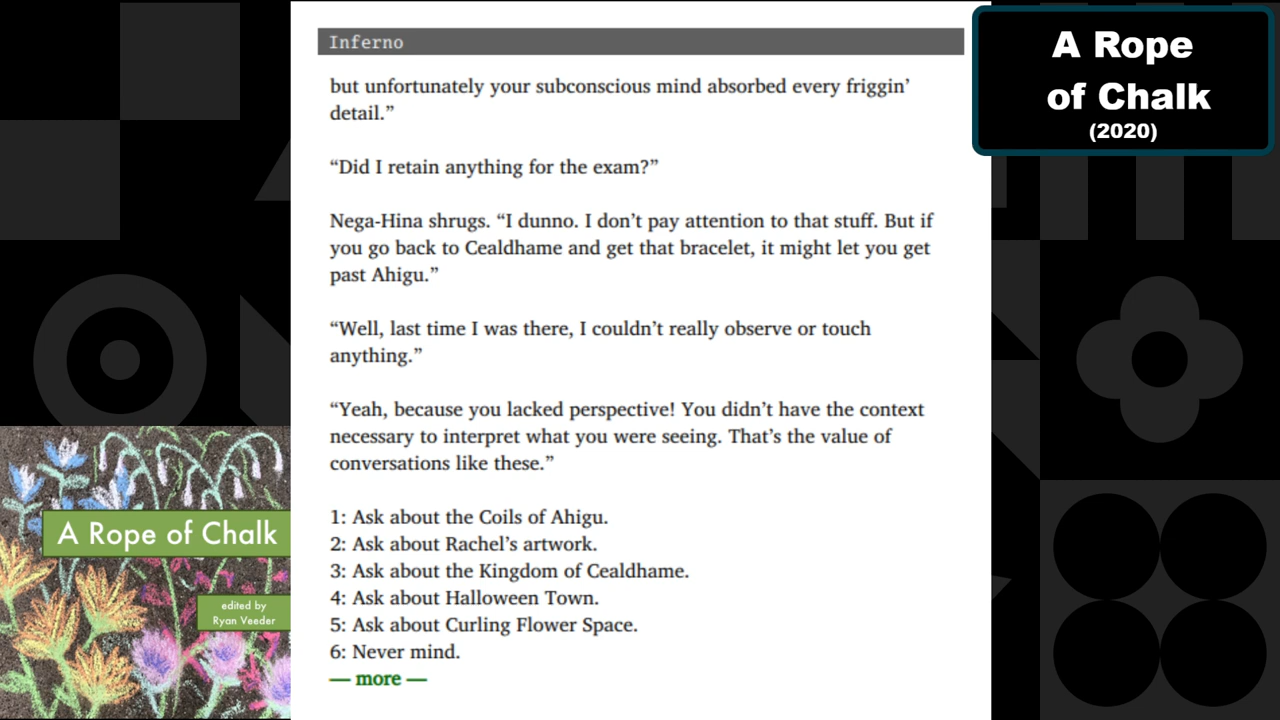 Inferno
but unfortunately your subconscious mind absorbed every friggin’
detail.”
“Did I retain anything for the exam?”
Nega-Hina shrugs. “I dunno. I don’t pay attention to that stuff. But if
you go back to Cealdhame and get that bracelet, it might let you get
past Ahigu.”
“Well, last time I was there, I couldn’t really observe or touch
anything.”
“Yeah, because you lacked perspective! You didn’t have the context
necessary to interpret what you were seeing. That’s the value of
conversations like these.”
1: Ask about the Coils of Ahigu.
2: Ask about Rachel’s artwork.
3: Ask about the Kingdom of Cealdhame.
4: Ask about Halloween Town.
5: Ask about Curling Flower Space.
6: Never mind.
— more —
A Rope
of Chalk
(2020)
A Rope of Chalk
edited by
Ryan Veeder